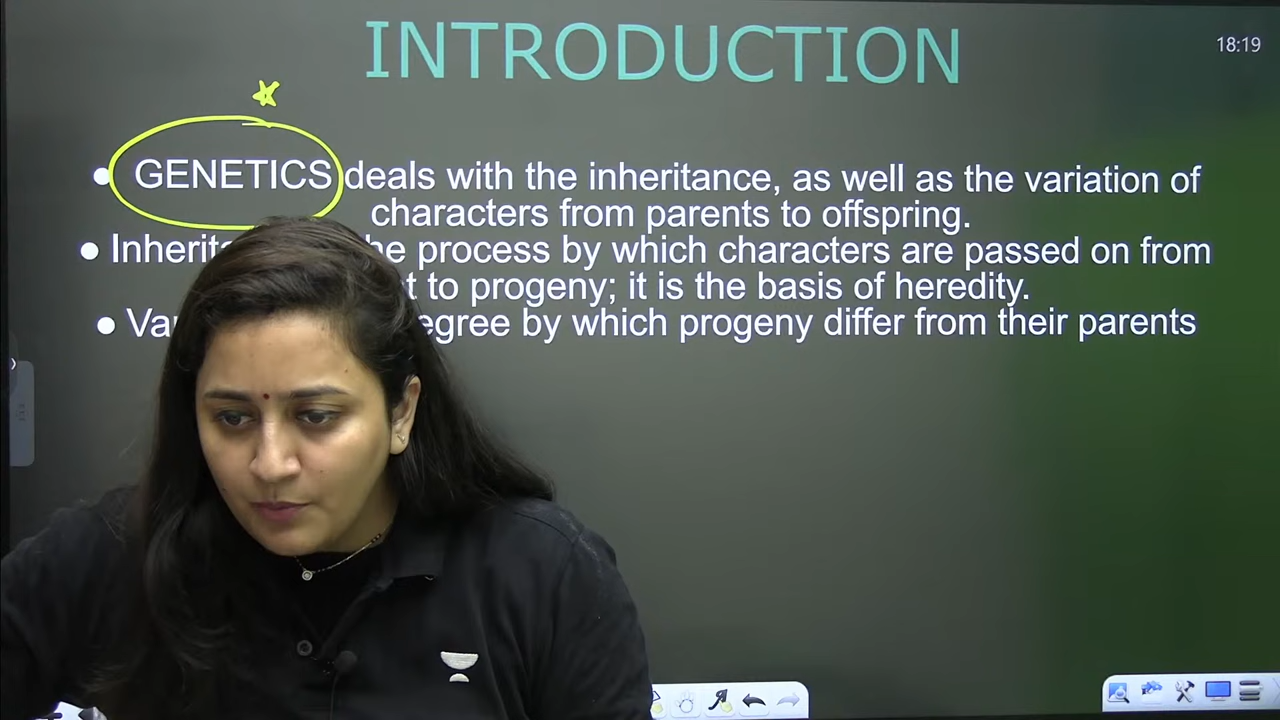 INTRODUCTION
18:19
● GENETICS deals with the inheritance, as well as the variation of
characters from parents to offspring.
● he process by which characters are passed on from
t to progeny; it is the basis of heredity.
● egree by which progeny differ from their parents